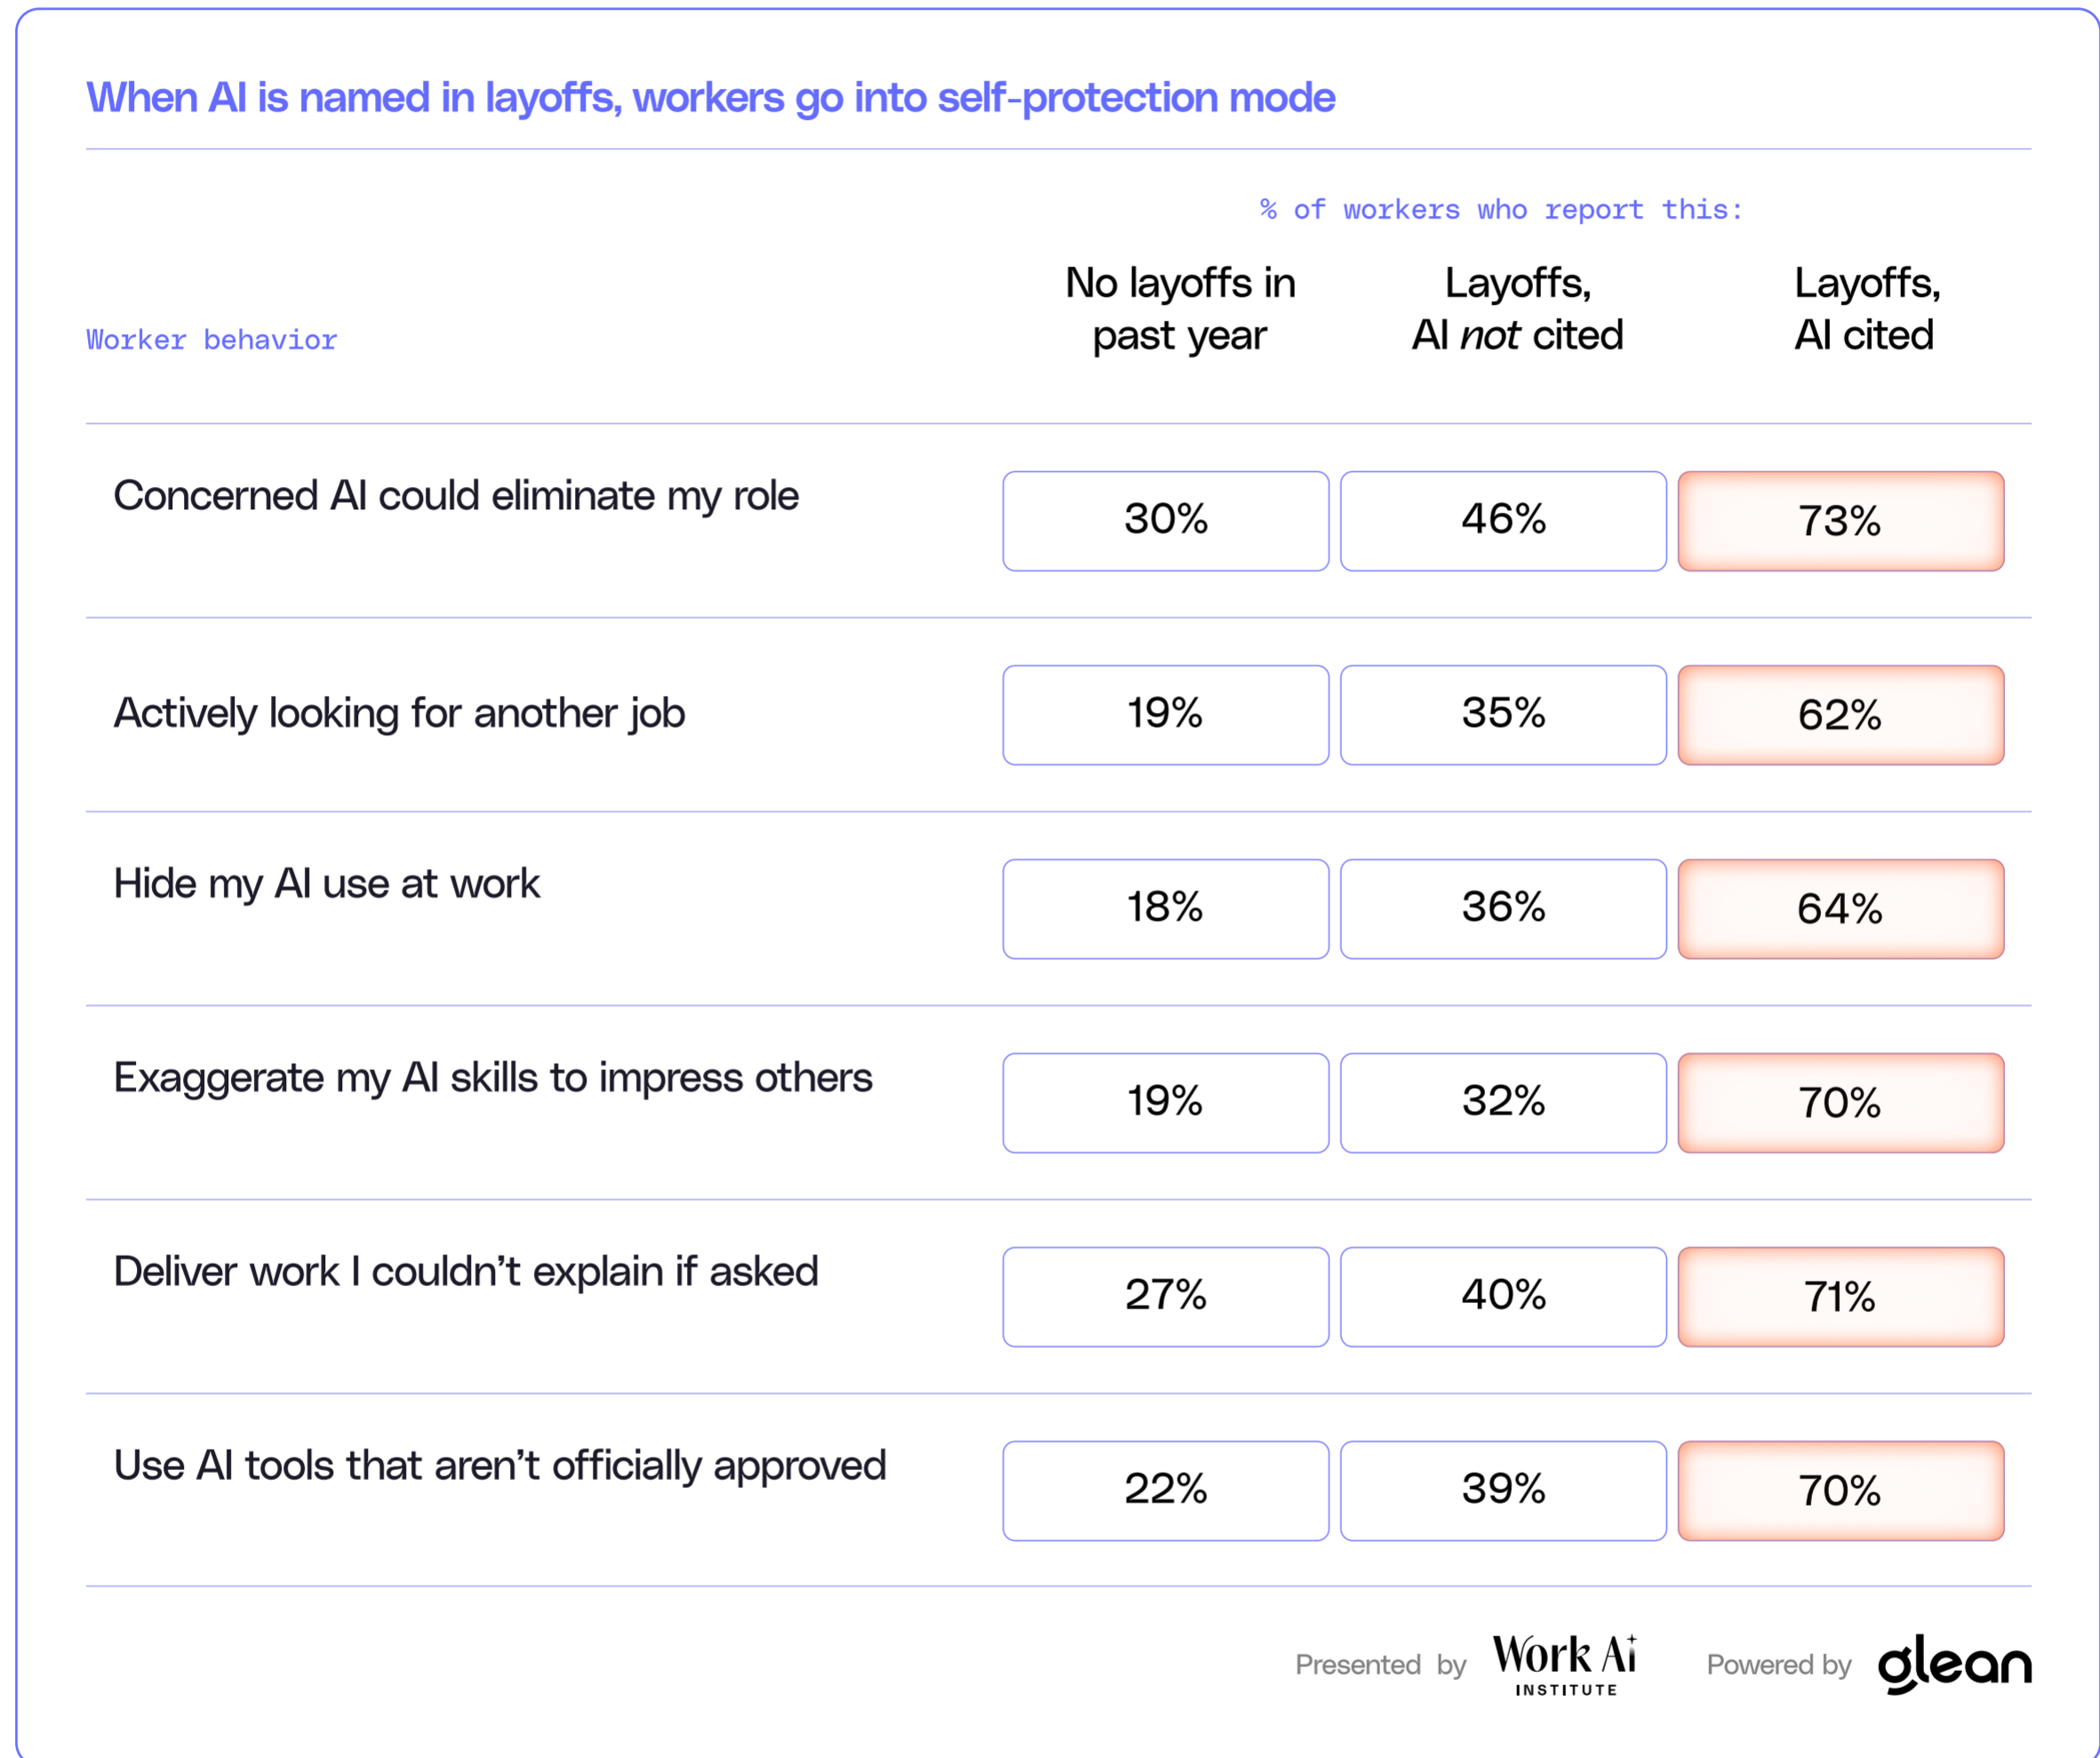 When AI is named in layoffs, workers go into self-protection mode
% of workers who report this:
Worker behavior
No layoffs in
past year
Layoffs,
AI not cited
Layoffs,
AI cited
Concerned AI could eliminate my role
30%
46%
73%
Actively looking for another job
19%
35%
62%
Hide my AI use at work
18%
36%
64%
Exaggerate my AI skills to impress others
19%
32%
70%
Deliver work I couldn’t explain if asked
27%
40%
71%
Use AI tools that aren’t officially approved
22%
39%
70%
Presented by
Work Ai
INSTITUTE
Powered by
glean